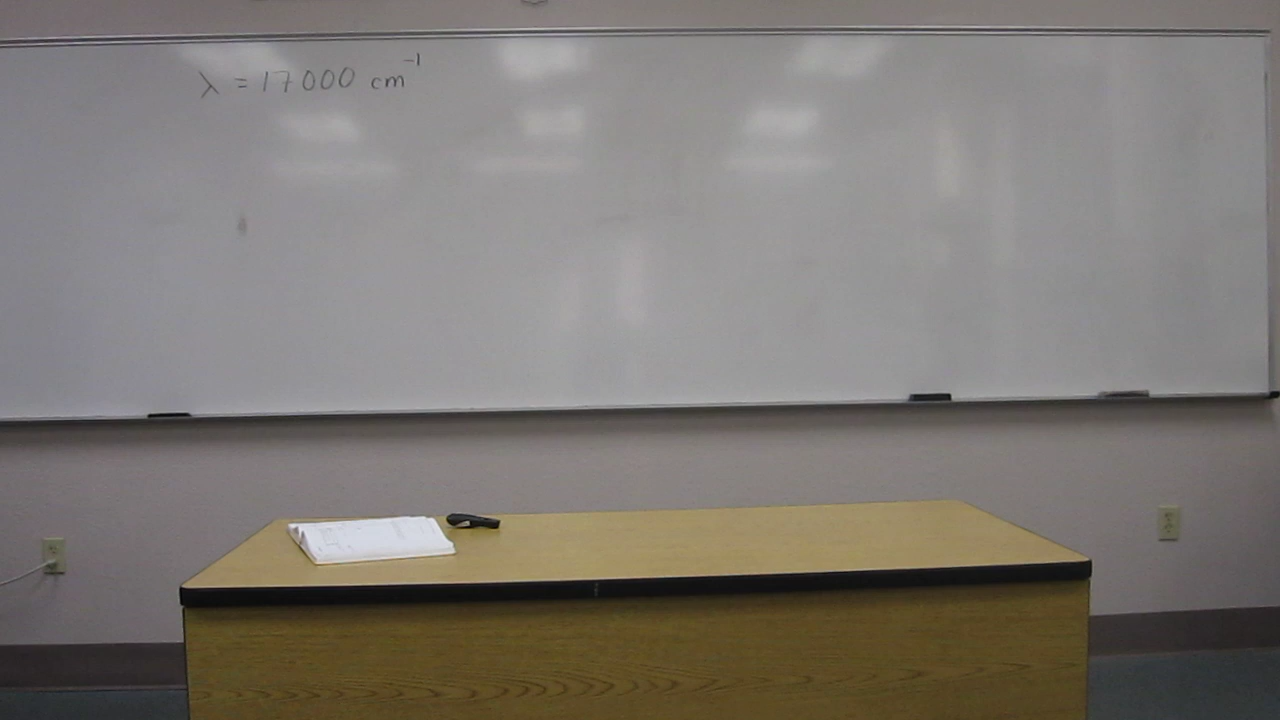 λ = 17000 cm⁻¹